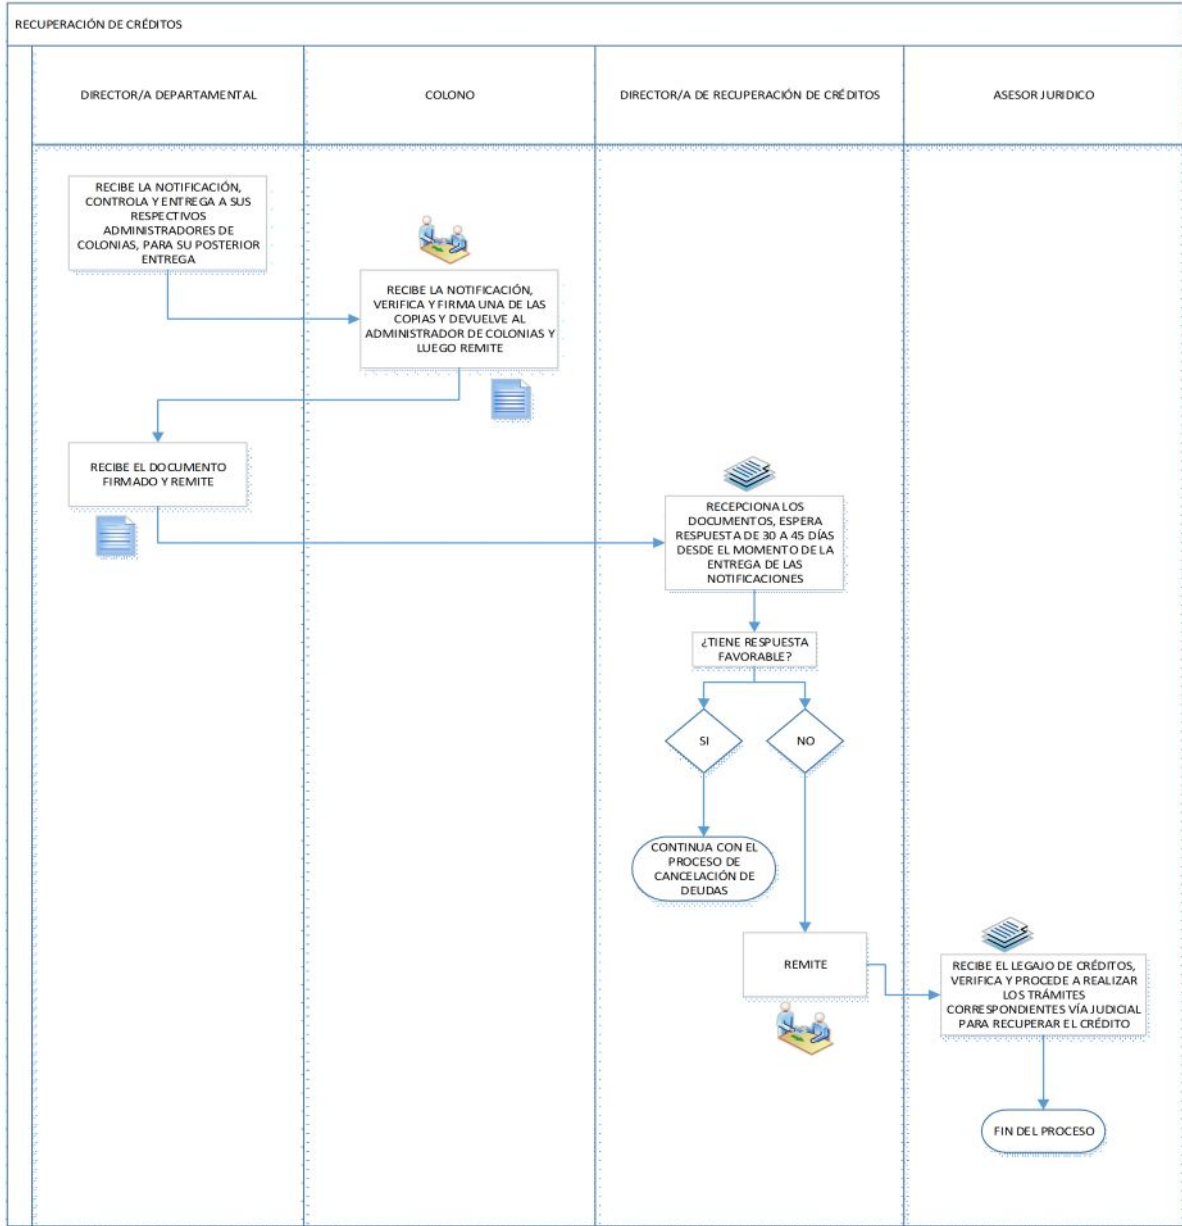 RECUPERACIÓN DE CRÉDITOS
DIRECTOR/A DEPARTAMENTAL
COLONO
DIRECTOR/A DE RECUPERACIÓN DE CRÉDITOS
ASESOR JURIDICO
RECIBE LA NOTIFICACIÓN,
CONTROLA Y ENTREGA A SUS
RESPECTIVOS
ADMINISTRADORES DE
COLONIAS, PARA SU POSTERIOR
ENTREGA
RECIBE LA NOTIFICACIÓN,
VERIFICA Y FIRMA UNA DE LAS
COPIAS Y DEVUELVE AL
ADMINISTRADOR DE COLONIAS Y
LUEGO REMITE
RECIBE EL DOCUMENTO
FIRMADO Y REMITE
RECEPCIONA LOS
DOCUMENTOS, ESPERA
RESPUESTA DE 30 A 45 DÍAS
DESDE EL MOMENTO DE LA
ENTREGA DE LAS
NOTIFICACIONES
¿TIENE RESPUESTA
FAVORABLE?
SI
NO
CONTINUA CON EL
PROCESO DE
CANCELACIÓN DE
DEUDAS
REMITE
RECIBE EL LEGAJO DE CRÉDITOS,
VERIFICA Y PROCEDE A REALIZAR
LOS TRÁMITES
CORRESPONDIENTES VÍA JUDICIAL
PARA RECUPERAR EL CRÉDITO
FIN DEL PROCESO